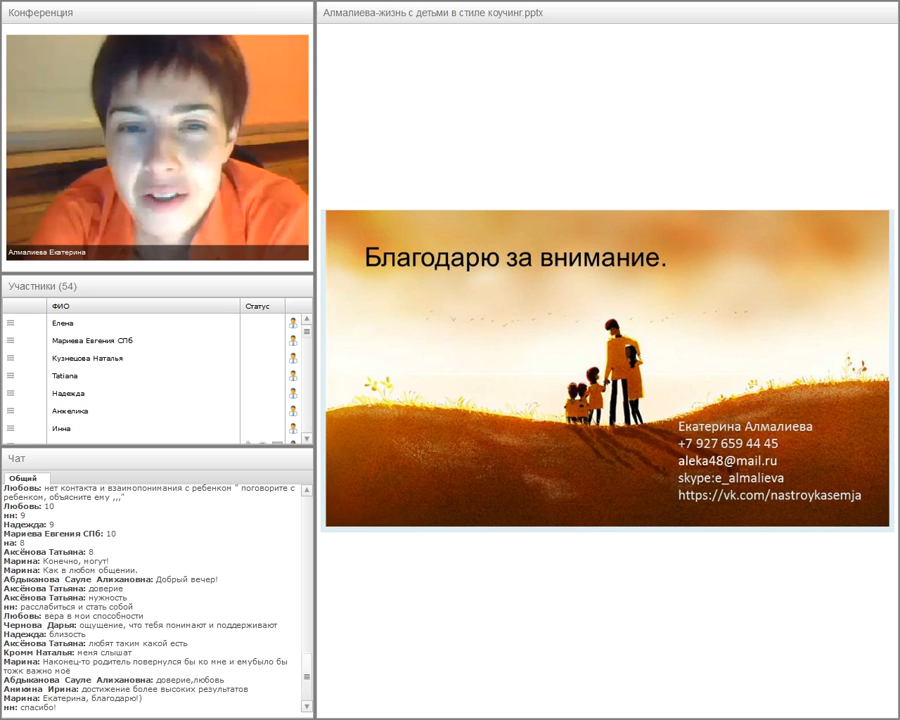 Конференция
Алмалиева Екатерина
Участники (54)
ФИО
Статус
Елена
Мариева Евгения СПб
Кузнецова Наталья
Tatiana
Надежда
Анжелика
Инна
Чат
Общий
Любовь: нет контакта и взаимопонимания с ребенком " поговорите с
ребенком, объясните ему ,,,"
Любовь: 10
нн: 9
Надежда: 9
Мариева Евгения СПб: 10
на: 8
Аксёнова Татьяна: 8
Марина: Конечно, могут!
Марина: Как в любом общении.
Абдыканова Сауле Алихановна: Добрый вечер!
Аксёнова Татьяна: доверие
Аксёнова Татьяна: нужность
нн: расслабиться и стать собой
Любовь: вера в мои способности
Чернова Дарья: ощущение, что тебя понимают и поддерживают
Надежда: близость
Аксёнова Татьяна: любят таким какой есть
Кромм Наталья: меня слышат
Марина: Наконец-то родитель повернулся бы ко мне и емубыло бы
тожк важно моё
Абдыканова Сауле Алихановна: доверие,любовь
Аникина Ирина: достижение более высоких результатов
Марина: Екатерина, благодарю!)
нн: спасибо!
Алмалиева-жизнь с детьми в стиле коучинг.pptx
Благодарю за внимание.
Екатерина Алмалиева
+7 927 659 44 45
aleka48@mail.ru
skype:e_almalieva
https://vk.com/nastroykasemja